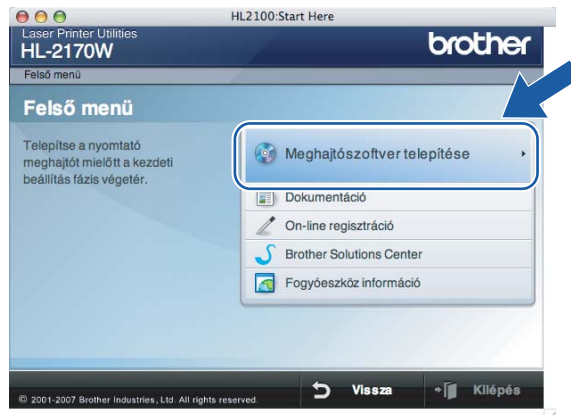 HL2100:Start Here
Laser Printer Utilities
HL-2170W
brother
Felső menü
Felső menü
Telepítse a nyomtató
meghajtót mielőtt a kezdeti
beállítás fázis végetér.
Meghajtószoftver telepítése
Dokumentáció
On-line regisztráció
Brother Solutions Center
Fogyóeszköz információ
© 2001-2007 Brother Industries, Ltd. All rights reserved.
Vissza
Kilépés